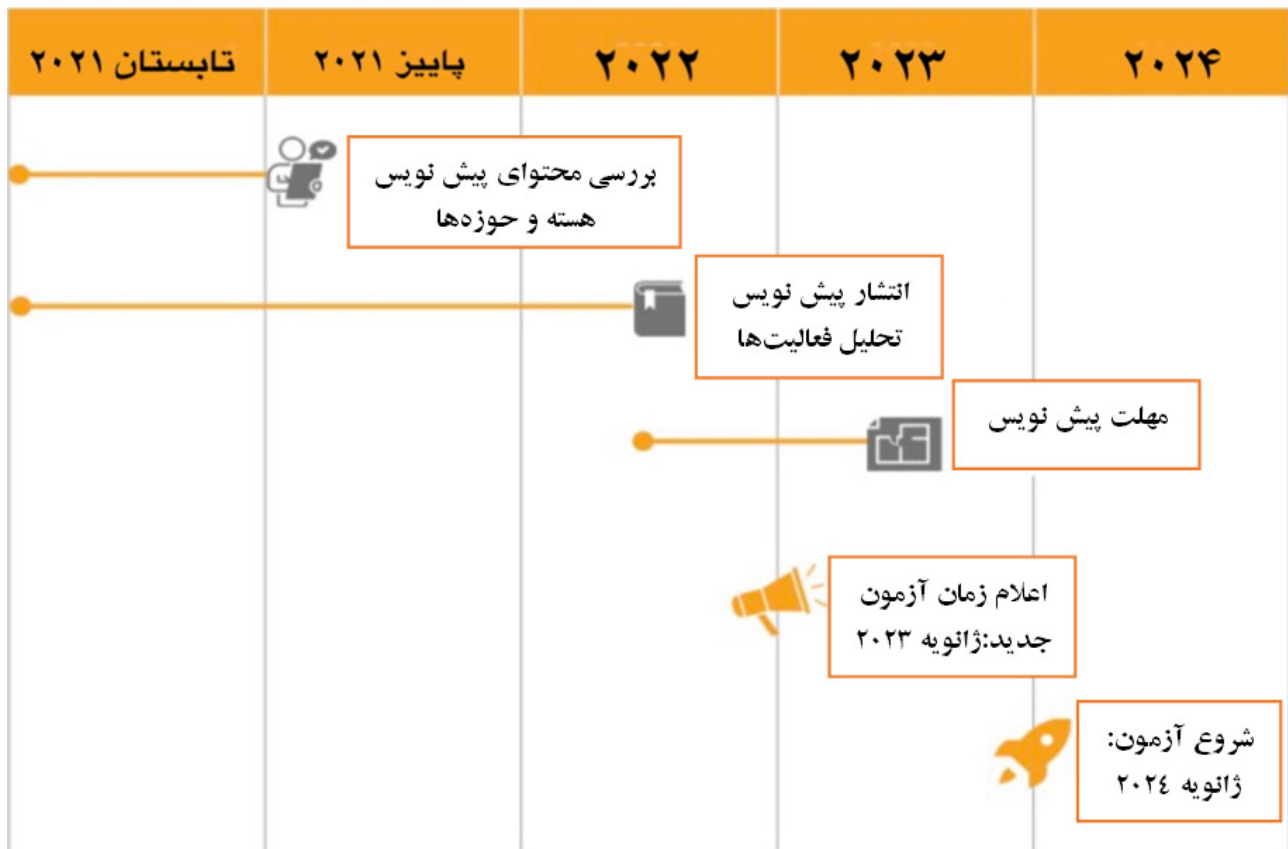 تابستان ۲۰۲۱
پاییز ۲۰۲۱
۲۰۲۲
۲۰۲۳
۲۰۲۴
بررسی محتوای پیش نویس
هسته و حوزه‌ها
انتشار پیش نویس
تحلیل فعالیت‌ها
مهلت پیش نویس
اعلام زمان آزمون
جدید:ژانویه ۲۰۲۳
شروع آزمون:
ژانویه ۲۰۲٤